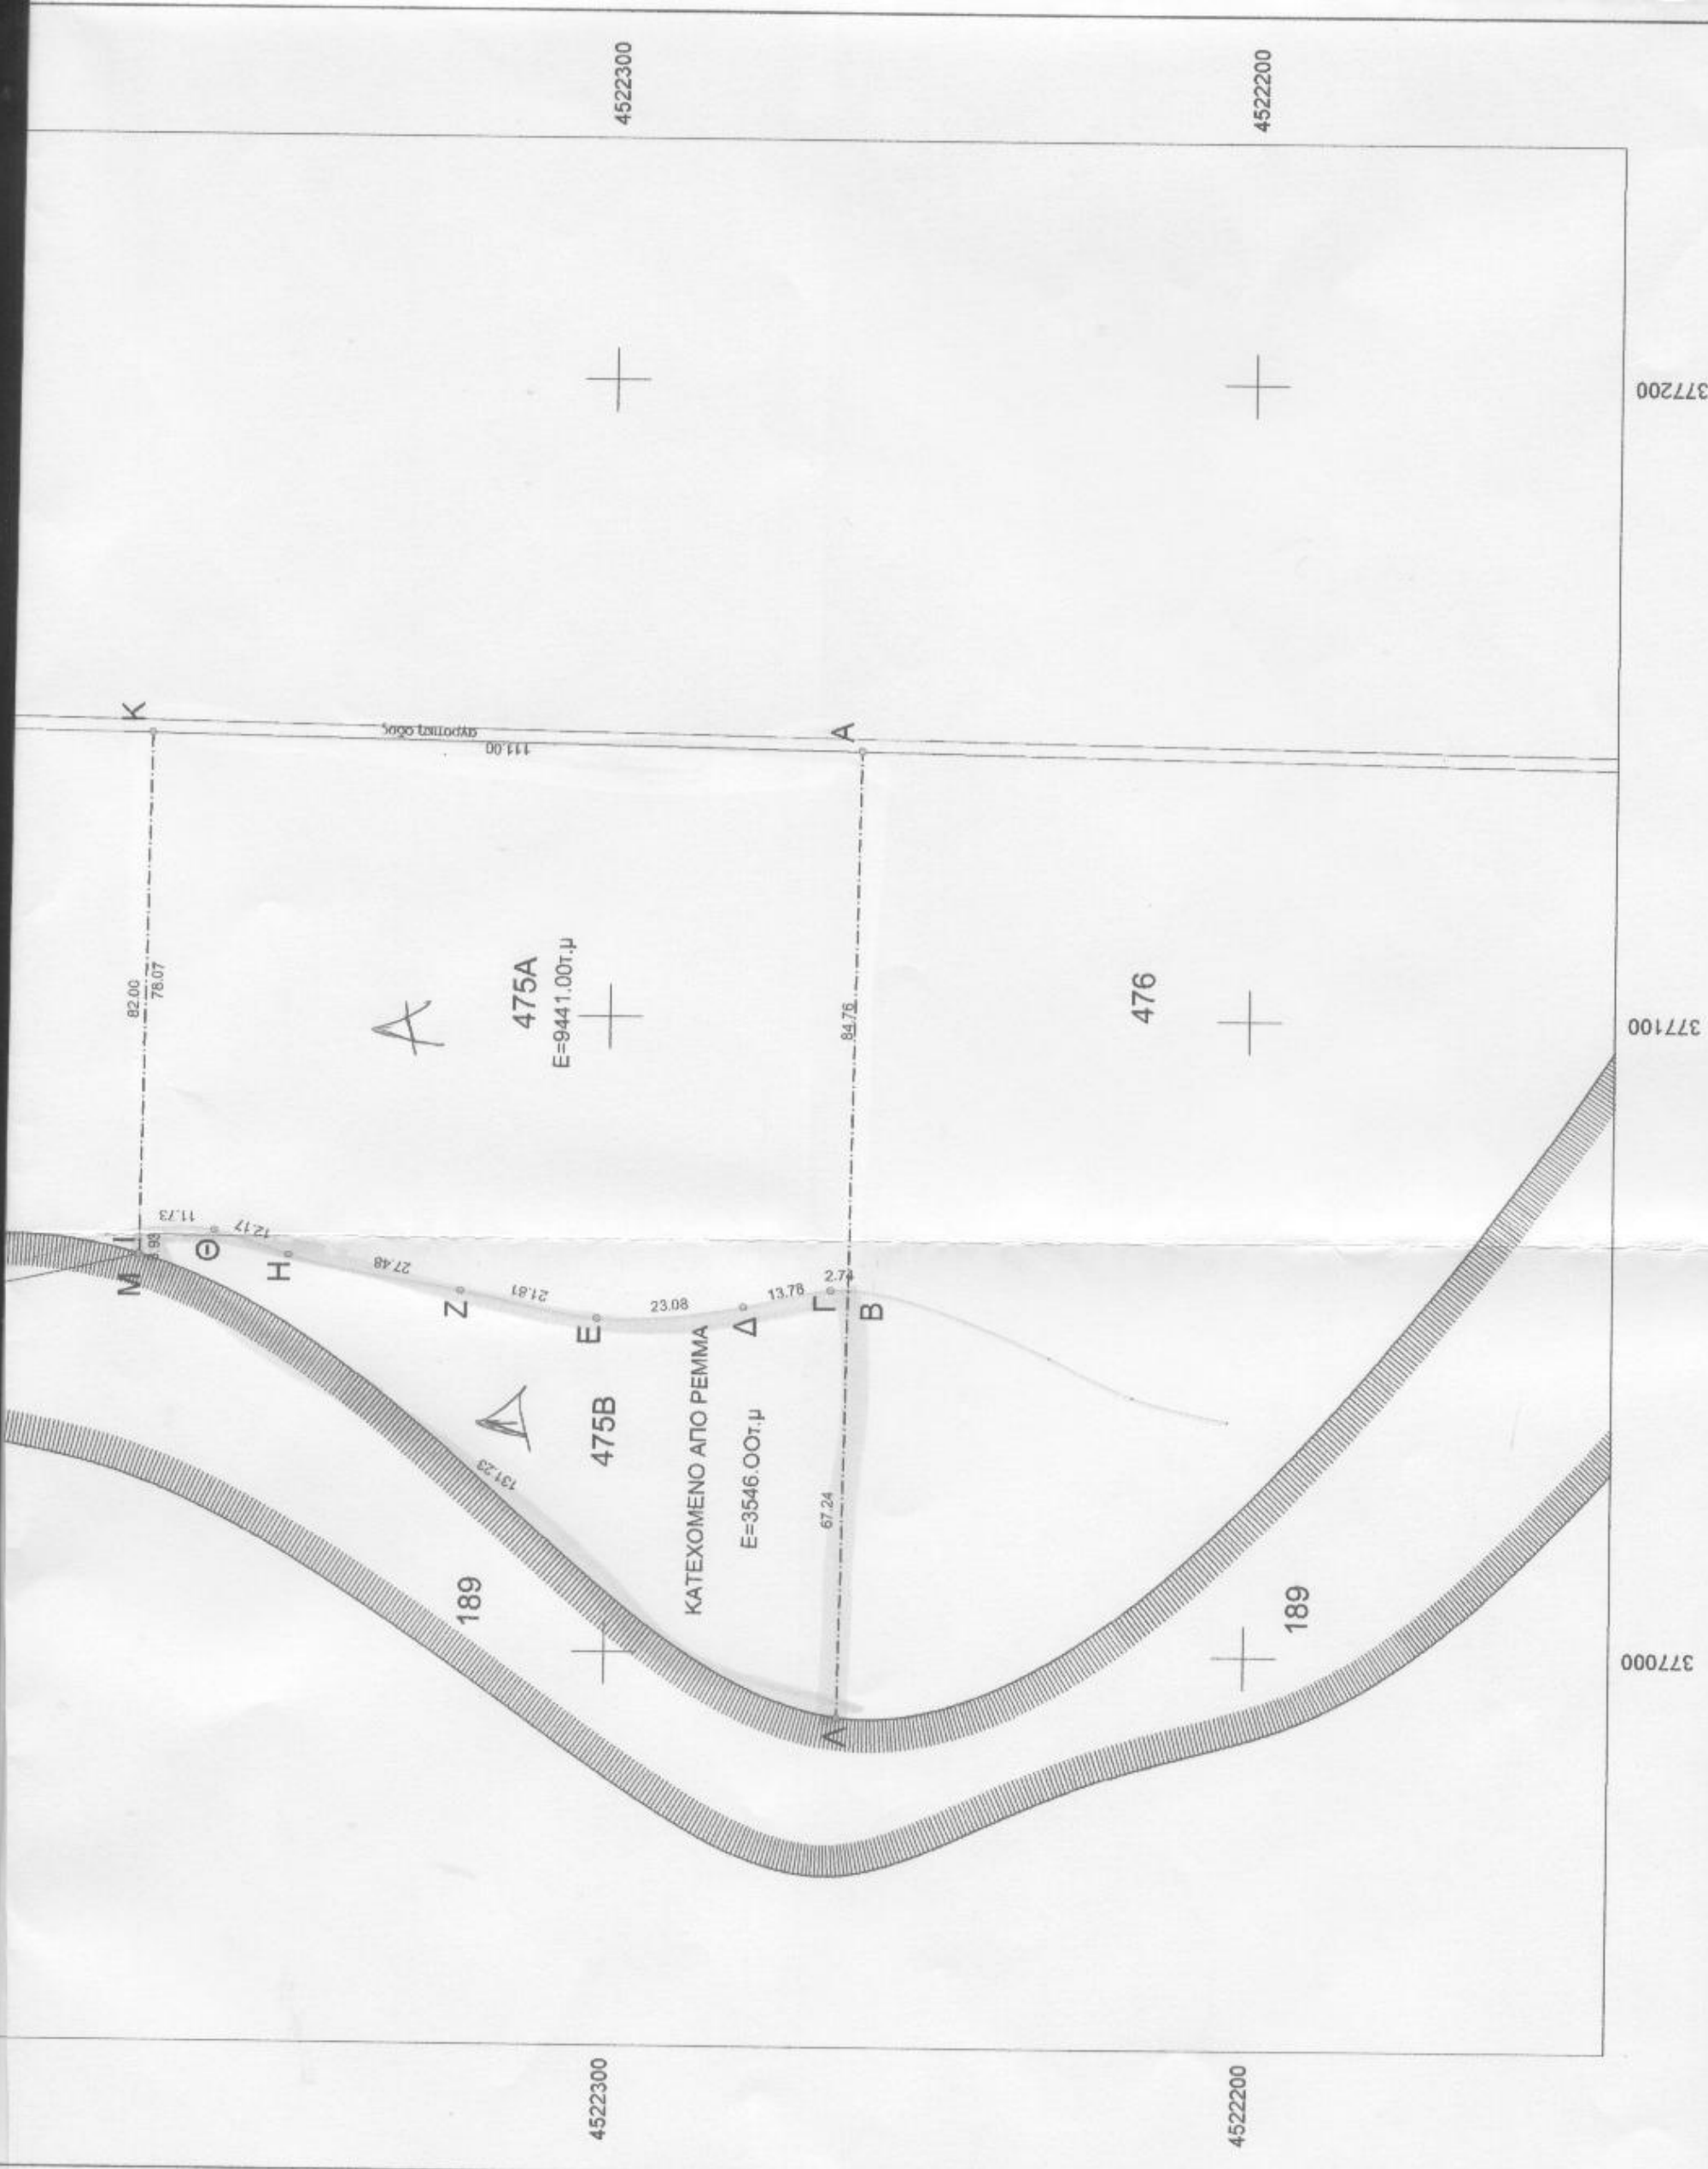 4522300
4522200
377200
Κ
αγροτικη οδος
111.00
Α
82.00
78.07
475Α
Ε=9441.00τ.μ
84.76
476
377100
Μ
Ι
11.73
Θ
12.17
Η
27.48
Ζ
21.81
Ε
23.08
Δ
13.78
Γ
2.74
Β
131.23
475Β
ΚΑΤΕΧΟΜΕΝΟ ΑΠΟ ΡΕΜΜΑ
Ε=3546.00τ.μ
67.24
189
189
Λ
377000
4522300
4522200